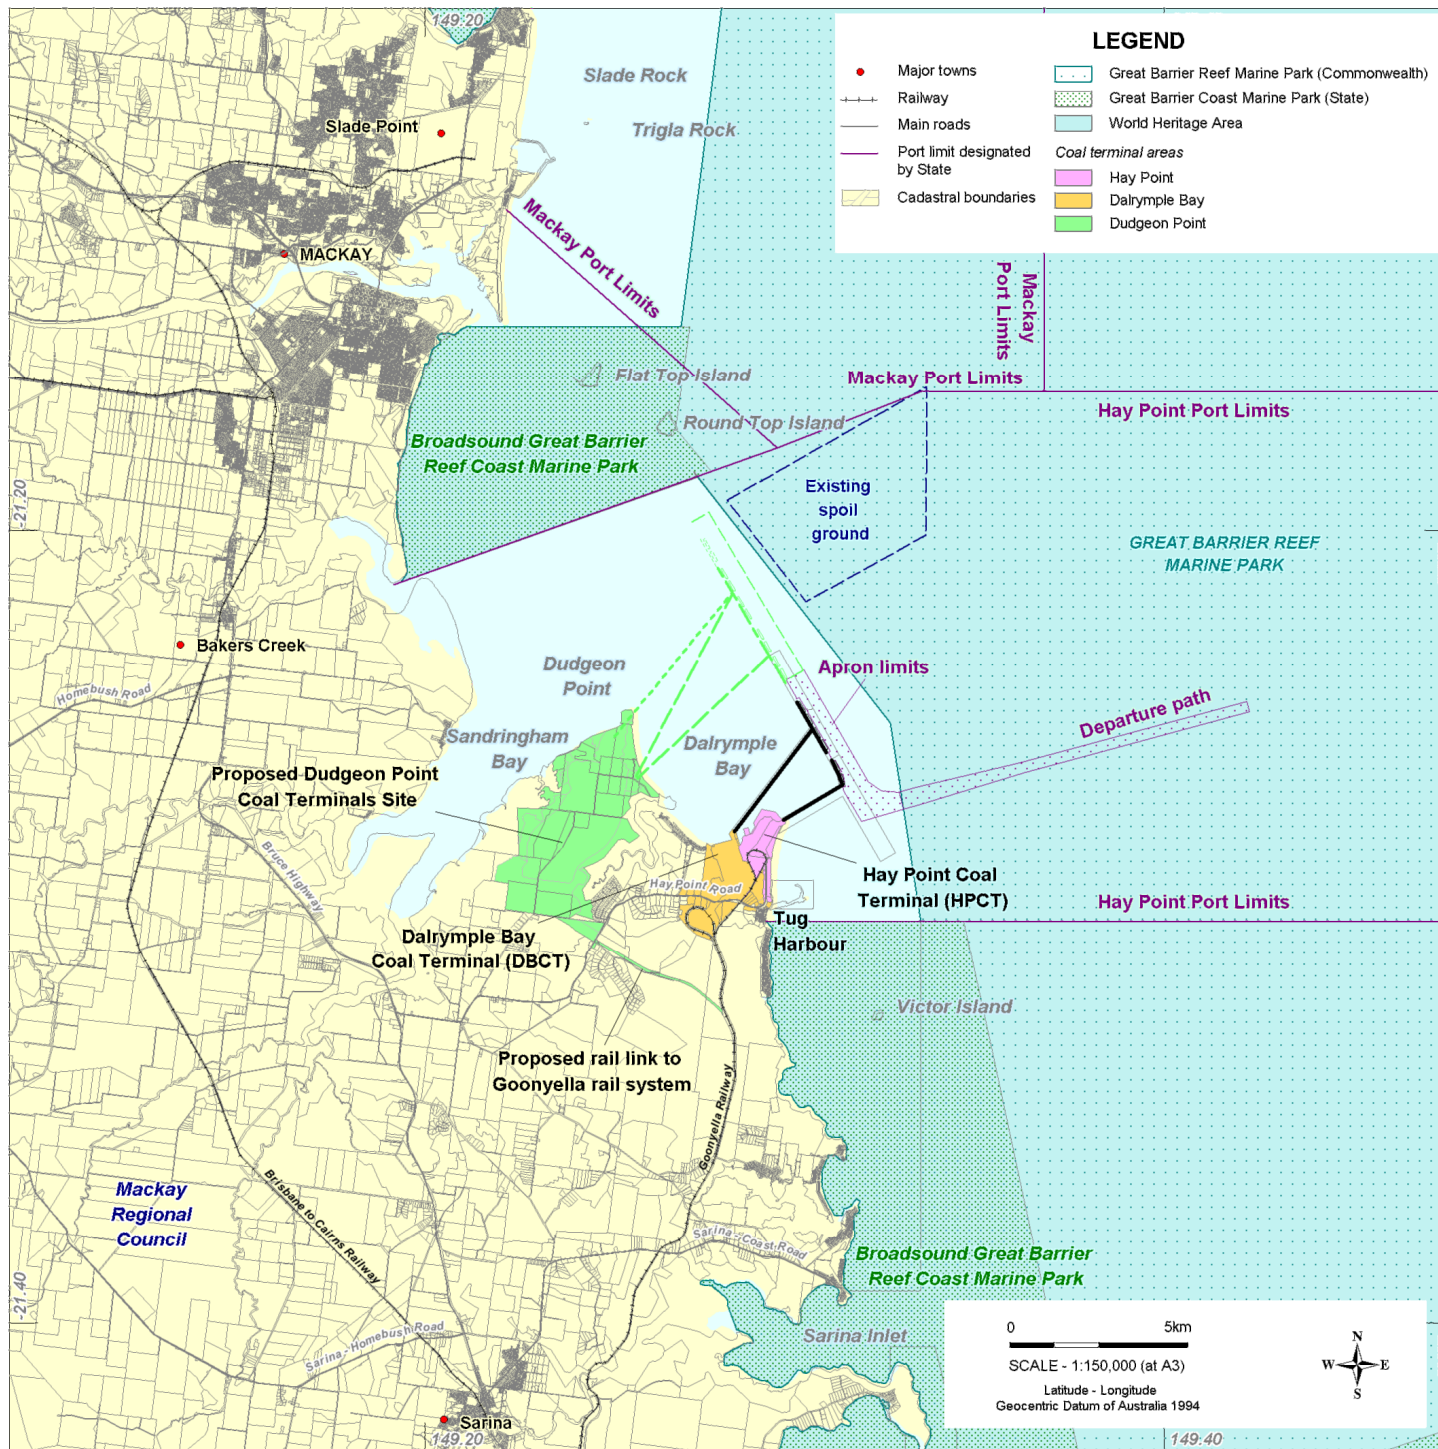 149.20
LEGEND
Major towns
Railway
Main roads
Port limit designated
by State
Cadastral boundaries
Great Barrier Reef Marine Park (Commonwealth)
Great Barrier Coast Marine Park (State)
World Heritage Area
Coal terminal areas
Hay Point
Dalrymple Bay
Dudgeon Point
Slade Rock
Trigla Rock
Slade Point
MACKAY
Mackay Port Limits
Mackay
Port Limits
Mackay Port Limits
Hay Point Port Limits
Flat Top Island
Round Top Island
Broadsound Great Barrier
Reef Coast Marine Park
Existing
spoil
ground
GREAT BARRIER REEF
MARINE PARK
-21.20
Bakers Creek
Homebush Road
Dudgeon
Point
Apron limits
Departure path
Sandringham
Bay
Dalrymple
Bay
Proposed Dudgeon Point
Coal Terminals Site
Bruce Highway
Hay Point Road
Hay Point Coal
Terminal (HPCT)
Hay Point Port Limits
Tug
Harbour
Dalrymple Bay
Coal Terminal (DBCT)
Victor Island
Proposed rail link to
Goonyella rail system
Goonyella Railway
Mackay
Regional
Council
Brisbane to Cairns Railway
Sarina - Coast Road
Broadsound Great Barrier
Reef Coast Marine Park
-21.40
Sarina - Homebush Road
Sarina Inlet
Sarina
149.20
0 5km
SCALE - 1:150,000 (at A3)
Latitude - Longitude
Geocentric Datum of Australia 1994
N
W E
S
149.40